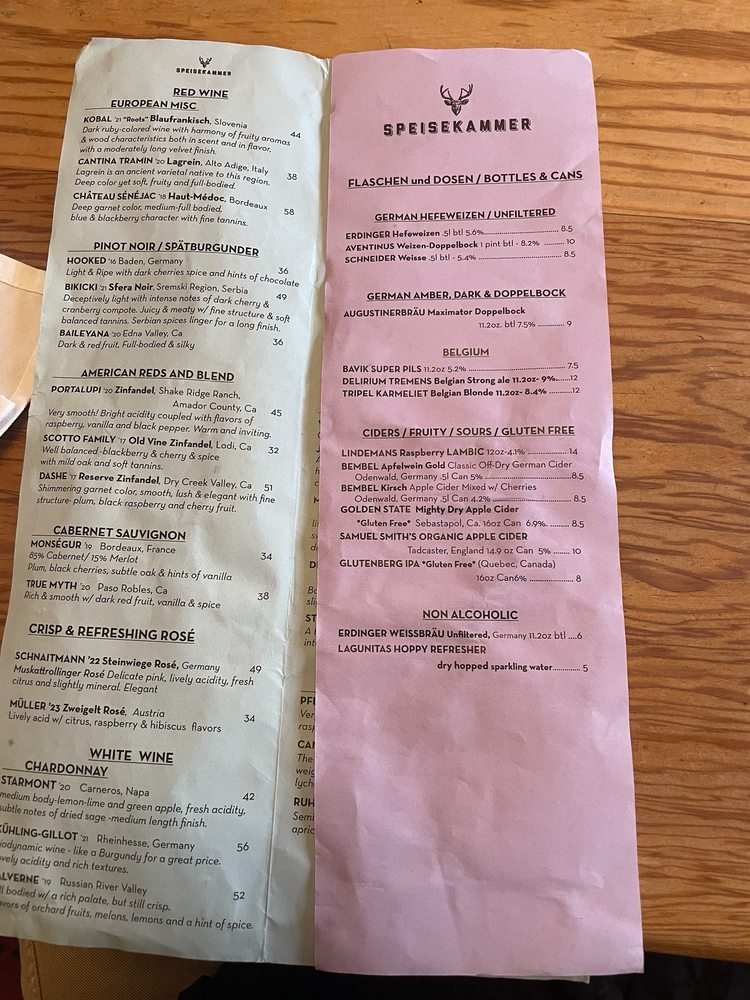 SPEISEKAMMER
RED WINE
EUROPEAN MISC
KOBAL '21 "Roots" Blaufrankisch, Slovenia
Dark ruby-colored wine with harmony of fruity aromas 44
& wood characteristics both in scent and in flavor,
with a moderately long velvet finish.
CANTINA TRAMIN '20 Lagrein, Alto Adige, Italy
Lagrein is an ancient varietal native to this region. 38
Deep color yet soft, fruity and full-bodied.
CHÂTEAU SÉNÉJAC '18 Haut-Médoc, Bordeaux
Deep garnet color, medium-full bodied, 58
blue & blackberry character with fine tannins.
PINOT NOIR / SPÄTBURGUNDER
HOOKED '16 Baden, Germany 36
Light & Ripe with dark cherries spice and hints of chocolate
BIKICKI '21 Sfera Noir, Sremski Region, Serbia 49
Deceptively light with intense notes of dark cherry &
cranberry compote. Juicy & meaty w/ fine structure & soft
balanced tannins. Serbian spices linger for a long finish.
BAILEYANA '20 Edna Valley, Ca 36
Dark & red fruit, Full-bodied & silky
AMERICAN REDS AND BLEND
PORTALUPI '20 Zinfandel, Shake Ridge Ranch,
Amador County, Ca 45
Very smooth! Bright acidity coupled with flavors of
raspberry, vanilla and black pepper. Warm and inviting.
SCOTTO FAMILY '17 Old Vine Zinfandel, Lodi, Ca 32
Well balanced -blackberry & cherry & spice
with mild oak and soft tannins.
DASHE '17 Reserve Zinfandel, Dry Creek Valley, Ca 51
Shimmering garnet color, smooth, lush & elegant with fine
structure- plum, black raspberry and cherry fruit.
CABERNET SAUVIGNON
MONSÉGUR '19 Bordeaux, France 34
85% Cabernet/ 15% Merlot
Plum, black cherries, subtle oak & hints of vanilla
TRUE MYTH '20 Paso Robles, Ca 38
Rich & smooth w/ dark red fruit, vanilla & spice
CRISP & REFRESHING ROSÉ
SCHNAITMANN '22 Steinwiege Rosé, Germany 49
Muskattrollinger Rosé Delicate pink, lively acidity, fresh
citrus and slightly mineral. Elegant
MÜLLER '23 Zweigelt Rosé, Austria 34
Lively acid w/ citrus, raspberry & hibiscus flavors
WHITE WINE
CHARDONNAY
STARMONT '20 Carneros, Napa 42
medium body-lemon-lime and green apple, fresh acidity,
subtle notes of dried sage -medium length finish.
KÜHLING-GILLOT '21 Rheinhesse, Germany 56
iodynamic wine - like a Burgundy for a great price.
vely acidity and rich textures.
ALVERNE '19 Russian River Valley 52
ll bodied w/ a rich palate, but still crisp.
vors of orchard fruits, melons, lemons and a hint of spice.
SPEISEKAMMER
FLASCHEN und DOSEN / BOTTLES & CANS
GERMAN HEFEWEIZEN / UNFILTERED
ERDINGER Hefeweizen .5l btl 5.6%.......................... 8.5
AVENTINUS Weizen-Doppelbock 1 pint btl - 8.2% .......... 10
SCHNEIDER Weisse .5l btl - 5.4% ............................ 8.5
GERMAN AMBER, DARK & DOPPELBOCK
AUGUSTINERBRÄU Maximator Doppelbock
11.2oz. btl 7.5% ............ 9
BELGIUM
BAVIK SUPER PILS 11.2oz 5.2% .................................. 7.5
DELIRIUM TREMENS Belgian Strong ale 11.2oz- 9%......12
TRIPEL KARMELIET Belgian Blonde 11.2oz- 8.4% ..........12
CIDERS / FRUITY / SOURS / GLUTEN FREE
LINDEMANS Raspberry LAMBIC 12oz-4.1% ............... 14
BEMBEL Apfelwein Gold Classic Off-Dry German Cider
Odenwald, Germany .5l Can 5% ..............................8.5
BEMBEL Kirsch Apple Cider Mixed w/ Cherries
Odenwald, Germany .5l Can 4.2% ............................ 8.5
GOLDEN STATE Mighty Dry Apple Cider
*Gluten Free* Sebastapol, Ca. 16oz Can 6.9%. ........ 8.5
SAMUEL SMITH'S ORGANIC APPLE CIDER
Tadcaster, England 14.9 oz Can 5% ....... 10
GLUTENBERG IPA *Gluten Free* (Quebec, Canada)
16oz Can6% ............... 8
NON ALCOHOLIC
ERDINGER WEISSBRÄU Unfiltered, Germany 11.2oz btl ....6
LAGUNITAS HOPPY REFRESHER
dry hopped sparkling water............ 5